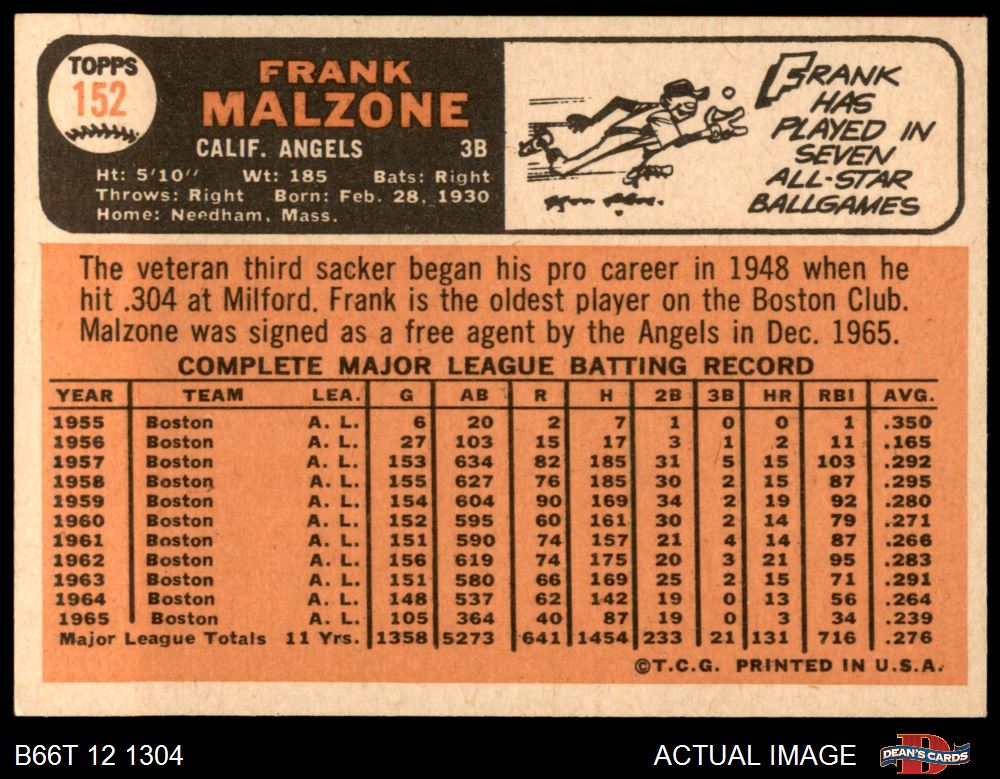 TOPPS
152
FRANK
MALZONE
CALIF. ANGELS 3B
Ht: 5'10" Wt: 185 Bats: Right
Throws: Right Born: Feb. 28, 1930
Home: Needham, Mass.
FRANK
HAS
PLAYED IN
SEVEN
ALL-STAR
BALLGAMES
The veteran third sacker began his pro career in 1948 when he
hit .304 at Milford. Frank is the oldest player on the Boston Club.
Malzone was signed as a free agent by the Angels in Dec. 1965.
COMPLETE MAJOR LEAGUE BATTING RECORD
YEAR TEAM LEA. G AB R H 2B 3B HR RBI AVG.
1955 Boston A. L. 6 20 2 7 1 0 0 1 .350
1956 Boston A. L. 27 103 15 17 3 1 2 11 .165
1957 Boston A. L. 153 634 82 185 31 5 15 103 .292
1958 Boston A. L. 155 627 76 185 30 2 15 87 .295
1959 Boston A. L. 154 604 90 169 34 2 19 92 .280
1960 Boston A. L. 152 595 60 161 30 2 14 79 .271
1961 Boston A. L. 151 590 74 157 21 4 14 87 .266
1962 Boston A. L. 156 619 74 175 20 3 21 95 .283
1963 Boston A. L. 151 580 66 169 25 2 15 71 .291
1964 Boston A. L. 148 537 62 142 19 0 13 56 .264
1965 Boston A. L. 105 364 40 87 19 0 3 34 .239
Major League Totals 11 Yrs. 1358 5273 641 1454 233 21 131 716 .276
©T.C.G. PRINTED IN U.S.A.
B66T 12 1304 ACTUAL IMAGE
DEAN'S CARDS